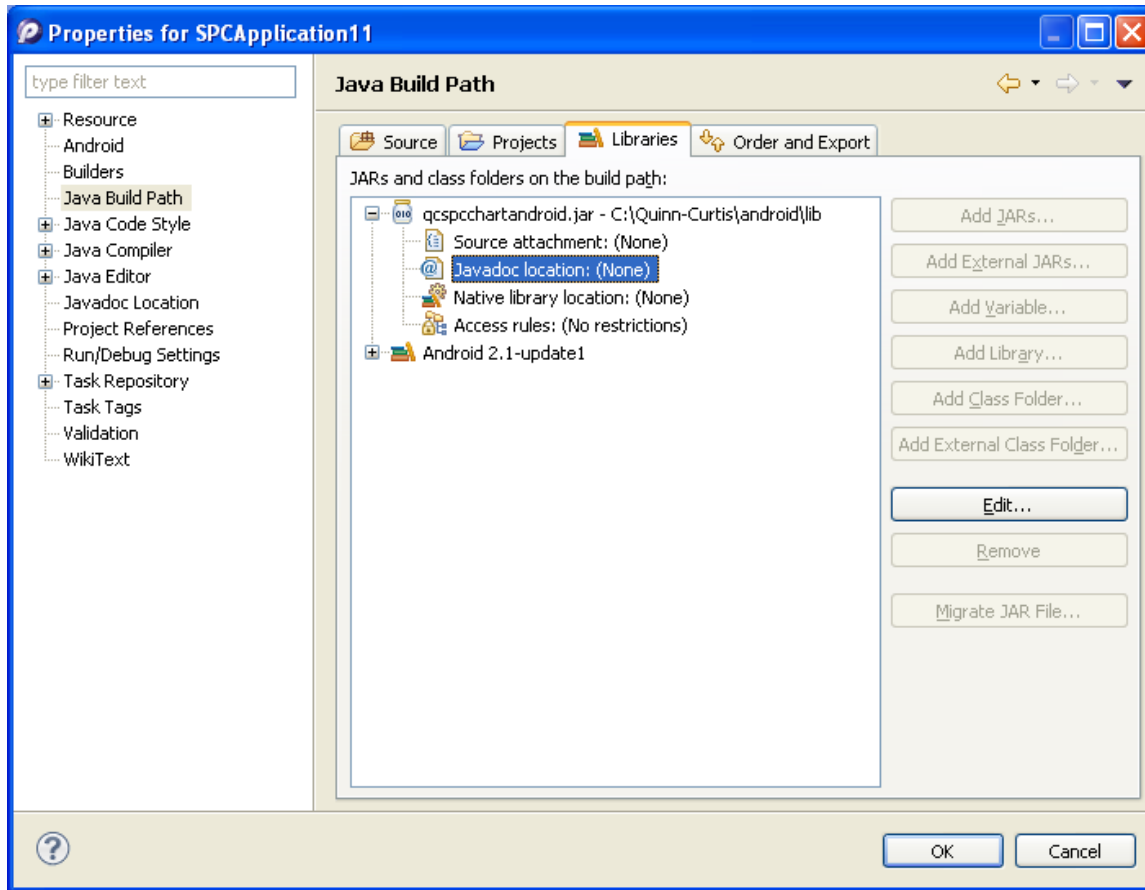 Properties for SPCApplication11
type filter text
Resource
Android
Builders
Java Build Path
Java Code Style
Java Compiler
Java Editor
Javadoc Location
Project References
Run/Debug Settings
Task Repository
Task Tags
Validation
WikiText
Java Build Path
Source
Projects
Libraries
Order and Export
JARs and class folders on the build path:
qcspcchartandroid.jar - C:\Quinn-Curtis\android\lib
Source attachment: (None)
Javadoc location: (None)
Native library location: (None)
Access rules: (No restrictions)
Android 2.1-update1
Add JARs...
Add External JARs...
Add Variable...
Add Library...
Add Class Folder...
Add External Class Folder...
Edit...
Remove
Migrate JAR File...
?
OK
Cancel